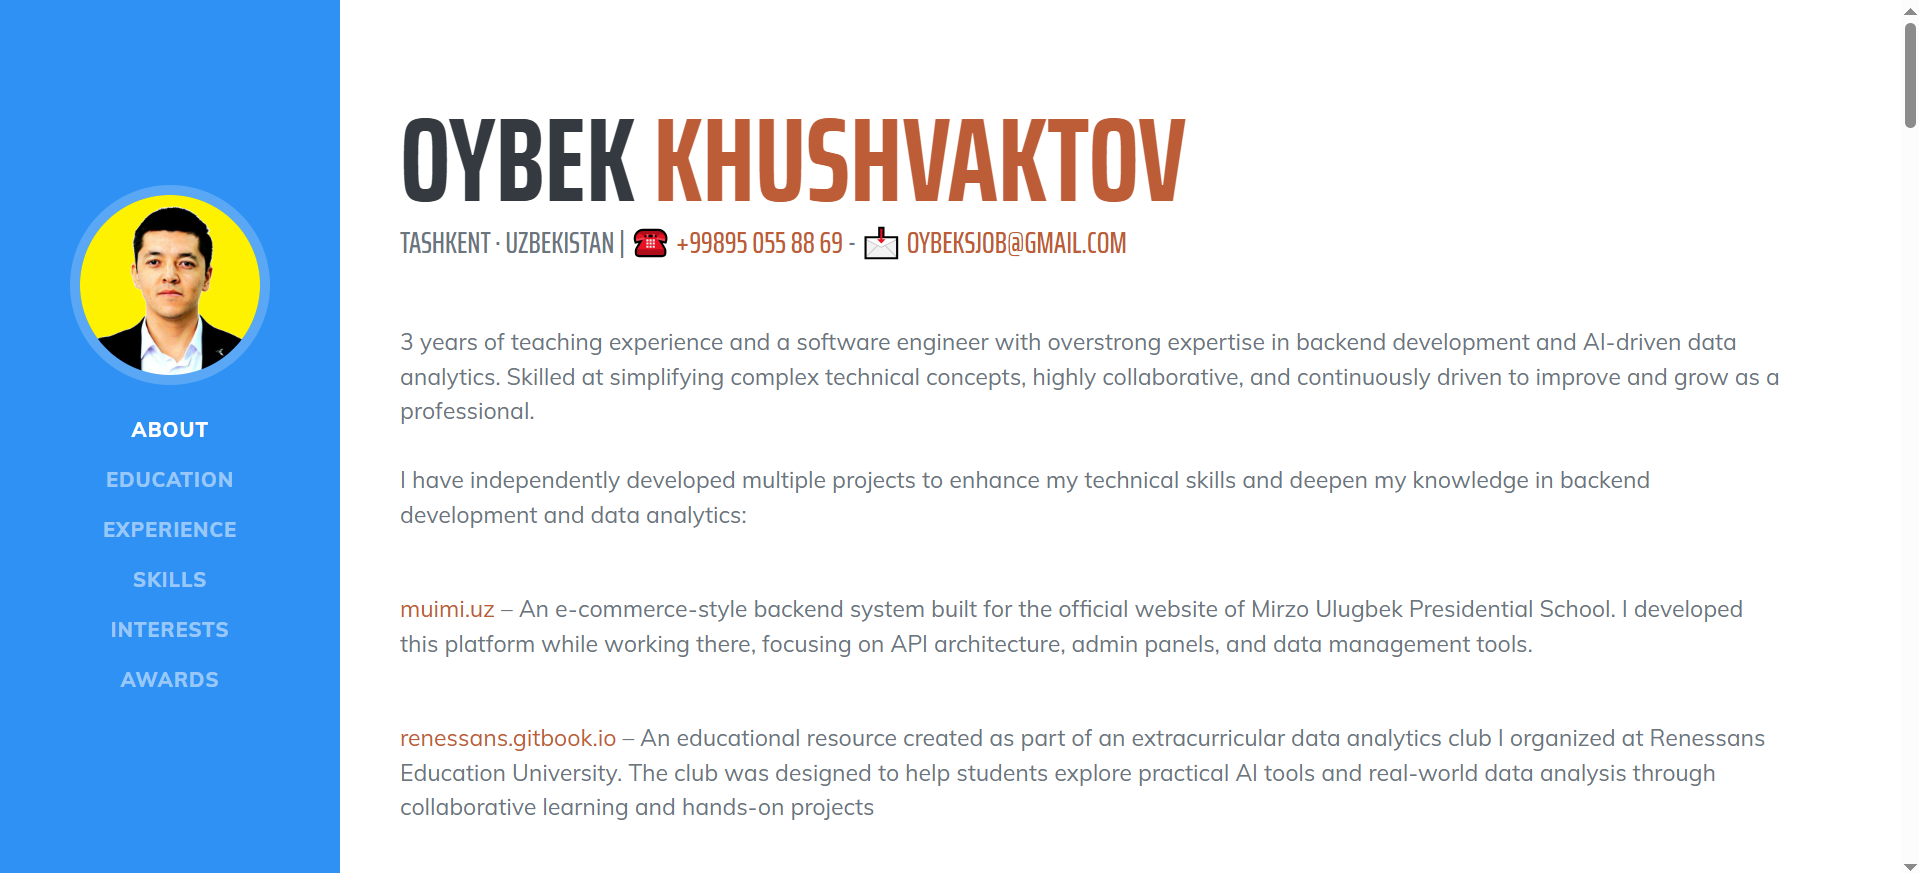 ABOUT
EDUCATION
EXPERIENCE
SKILLS
INTERESTS
AWARDS
OYBEK KHUSHVAKTOV
TASHKENT · UZBEKISTAN | ☎️ +99895 055 88 69 - 📩 OYBEKSJOB@GMAIL.COM
3 years of teaching experience and a software engineer with overstrong expertise in backend development and AI-driven data
analytics. Skilled at simplifying complex technical concepts, highly collaborative, and continuously driven to improve and grow as a
professional.
I have independently developed multiple projects to enhance my technical skills and deepen my knowledge in backend
development and data analytics:
muimi.uz – An e-commerce-style backend system built for the official website of Mirzo Ulugbek Presidential School. I developed
this platform while working there, focusing on API architecture, admin panels, and data management tools.
renessans.gitbook.io – An educational resource created as part of an extracurricular data analytics club I organized at Renessans
Education University. The club was designed to help students explore practical AI tools and real-world data analysis through
collaborative learning and hands-on projects